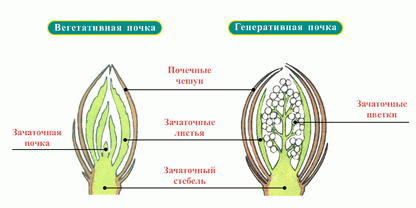 Вегетативная почка
Генеративная почка
Почечные
чешуи
Зачаточные
цветки
Зачаточная
почка
Зачаточные
листья
Зачаточный
стебель